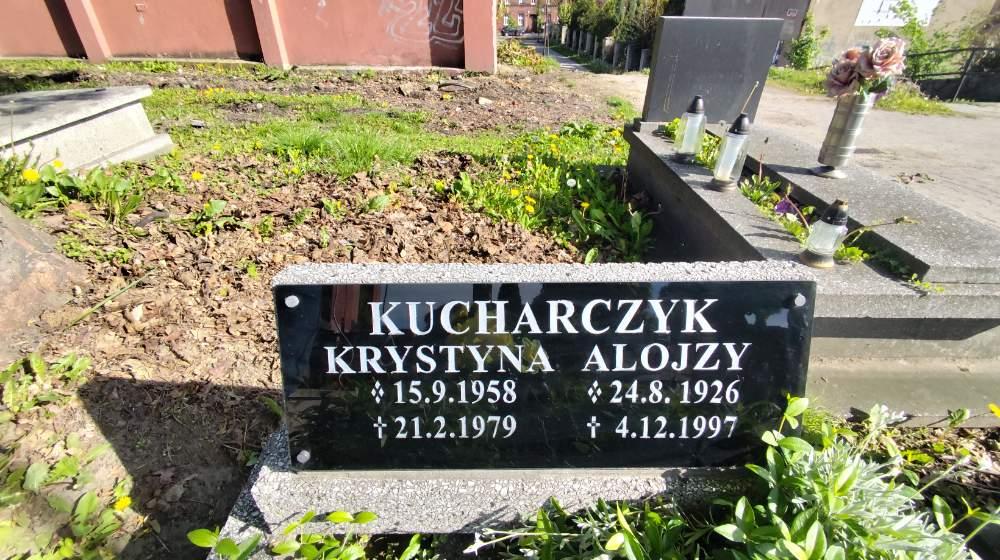 KUCHARCZYK
KRYSTYNA ALOJZY
15.9.1958 24.8.1926
† 21.2.1979 † 4.12.1997